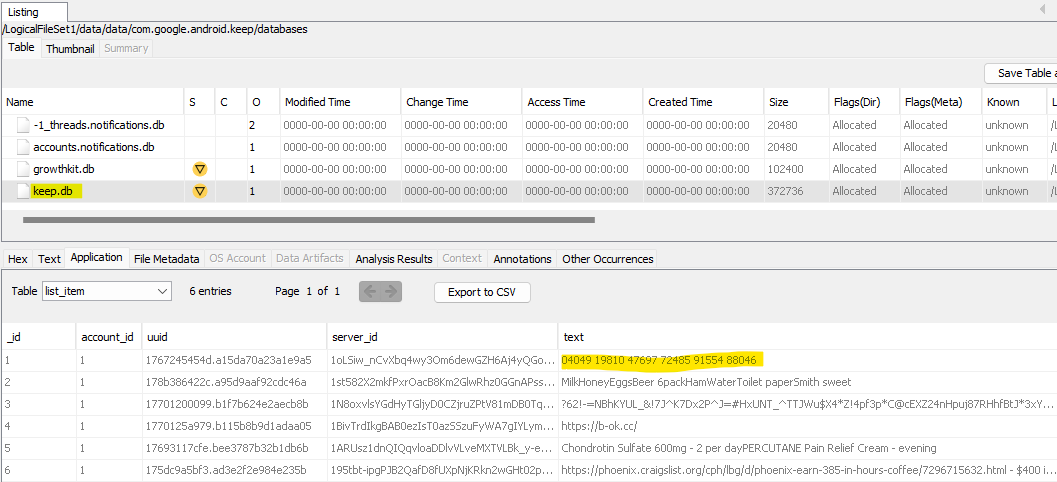 Listing
/LogicalFileSet1/data/data/com.google.android.keep/databases
Table Thumbnail Summary
Save Table a
Name S C O Modified Time Change Time Access Time Created Time Size Flags(Dir) Flags(Meta) Known L
-1_threads.notifications.db 2 0000-00-00 00:00:00 0000-00-00 00:00:00 0000-00-00 00:00:00 0000-00-00 00:00:00 20480 Allocated Allocated unknown /L
accounts.notifications.db 1 0000-00-00 00:00:00 0000-00-00 00:00:00 0000-00-00 00:00:00 0000-00-00 00:00:00 20480 Allocated Allocated unknown /L
growthkit.db 1 0000-00-00 00:00:00 0000-00-00 00:00:00 0000-00-00 00:00:00 0000-00-00 00:00:00 102400 Allocated Allocated unknown /L
keep.db 1 0000-00-00 00:00:00 0000-00-00 00:00:00 0000-00-00 00:00:00 0000-00-00 00:00:00 372736 Allocated Allocated unknown /L
Hex Text Application File Metadata OS Account Data Artifacts Analysis Results Context Annotations Other Occurrences
Table list_item 6 entries Page 1 of 1 Export to CSV
_id account_id uuid server_id text
1 1 1767245454d.a15da70a23a1e9a5 1oLSiw_nCvXbq4wy3Om6dewGZH6Aj4yQGo... 04049 19810 47697 72485 91554 88046
2 1 178b386422c.a95d9aaf92cdc46a 1st582X2mkfPxrOacB8Km2GlwRhz0GGnAPss... MilkHoneyEggsBeer 6packHamWaterToilet paperSmith sweet
3 1 17701200099.b1f7b624e2aecb8b 1N8oxvlsYGdHyTGljyD0CZjruZPtV81mDB0Tq... ?62!-=NBhKYUL_&!7J^K7Dx2P^J=#HxUNT_^TTJWu$X4*Z!4pf3p*C@cEXZ24nHpuj87RHhfBtJ*3xY...
4 1 1770125a979.b115b8b9d1adaa05 1BivTrdIkgBAB0ezIsT0azSSzuFyWA7gIYLym... https://b-ok.cc/
5 1 17693117cfe.bee3787b32b1db6b 1ARUsz1dnQIQqvloaDDlvVLveMXTVLBk_y-e... Chondrotin Sulfate 600mg - 2 per dayPERCUTANE Pain Relief Cream - evening
6 1 175dc9a5bf3.ad3e2f2e984e235b 195tbt-ipgPJB2QafD8fUXpNjKRkn2wGHt02p... https://phoenix.craigslist.org/cph/lbg/d/phoenix-earn-385-in-hours-coffee/7296715632.html - $400 i...